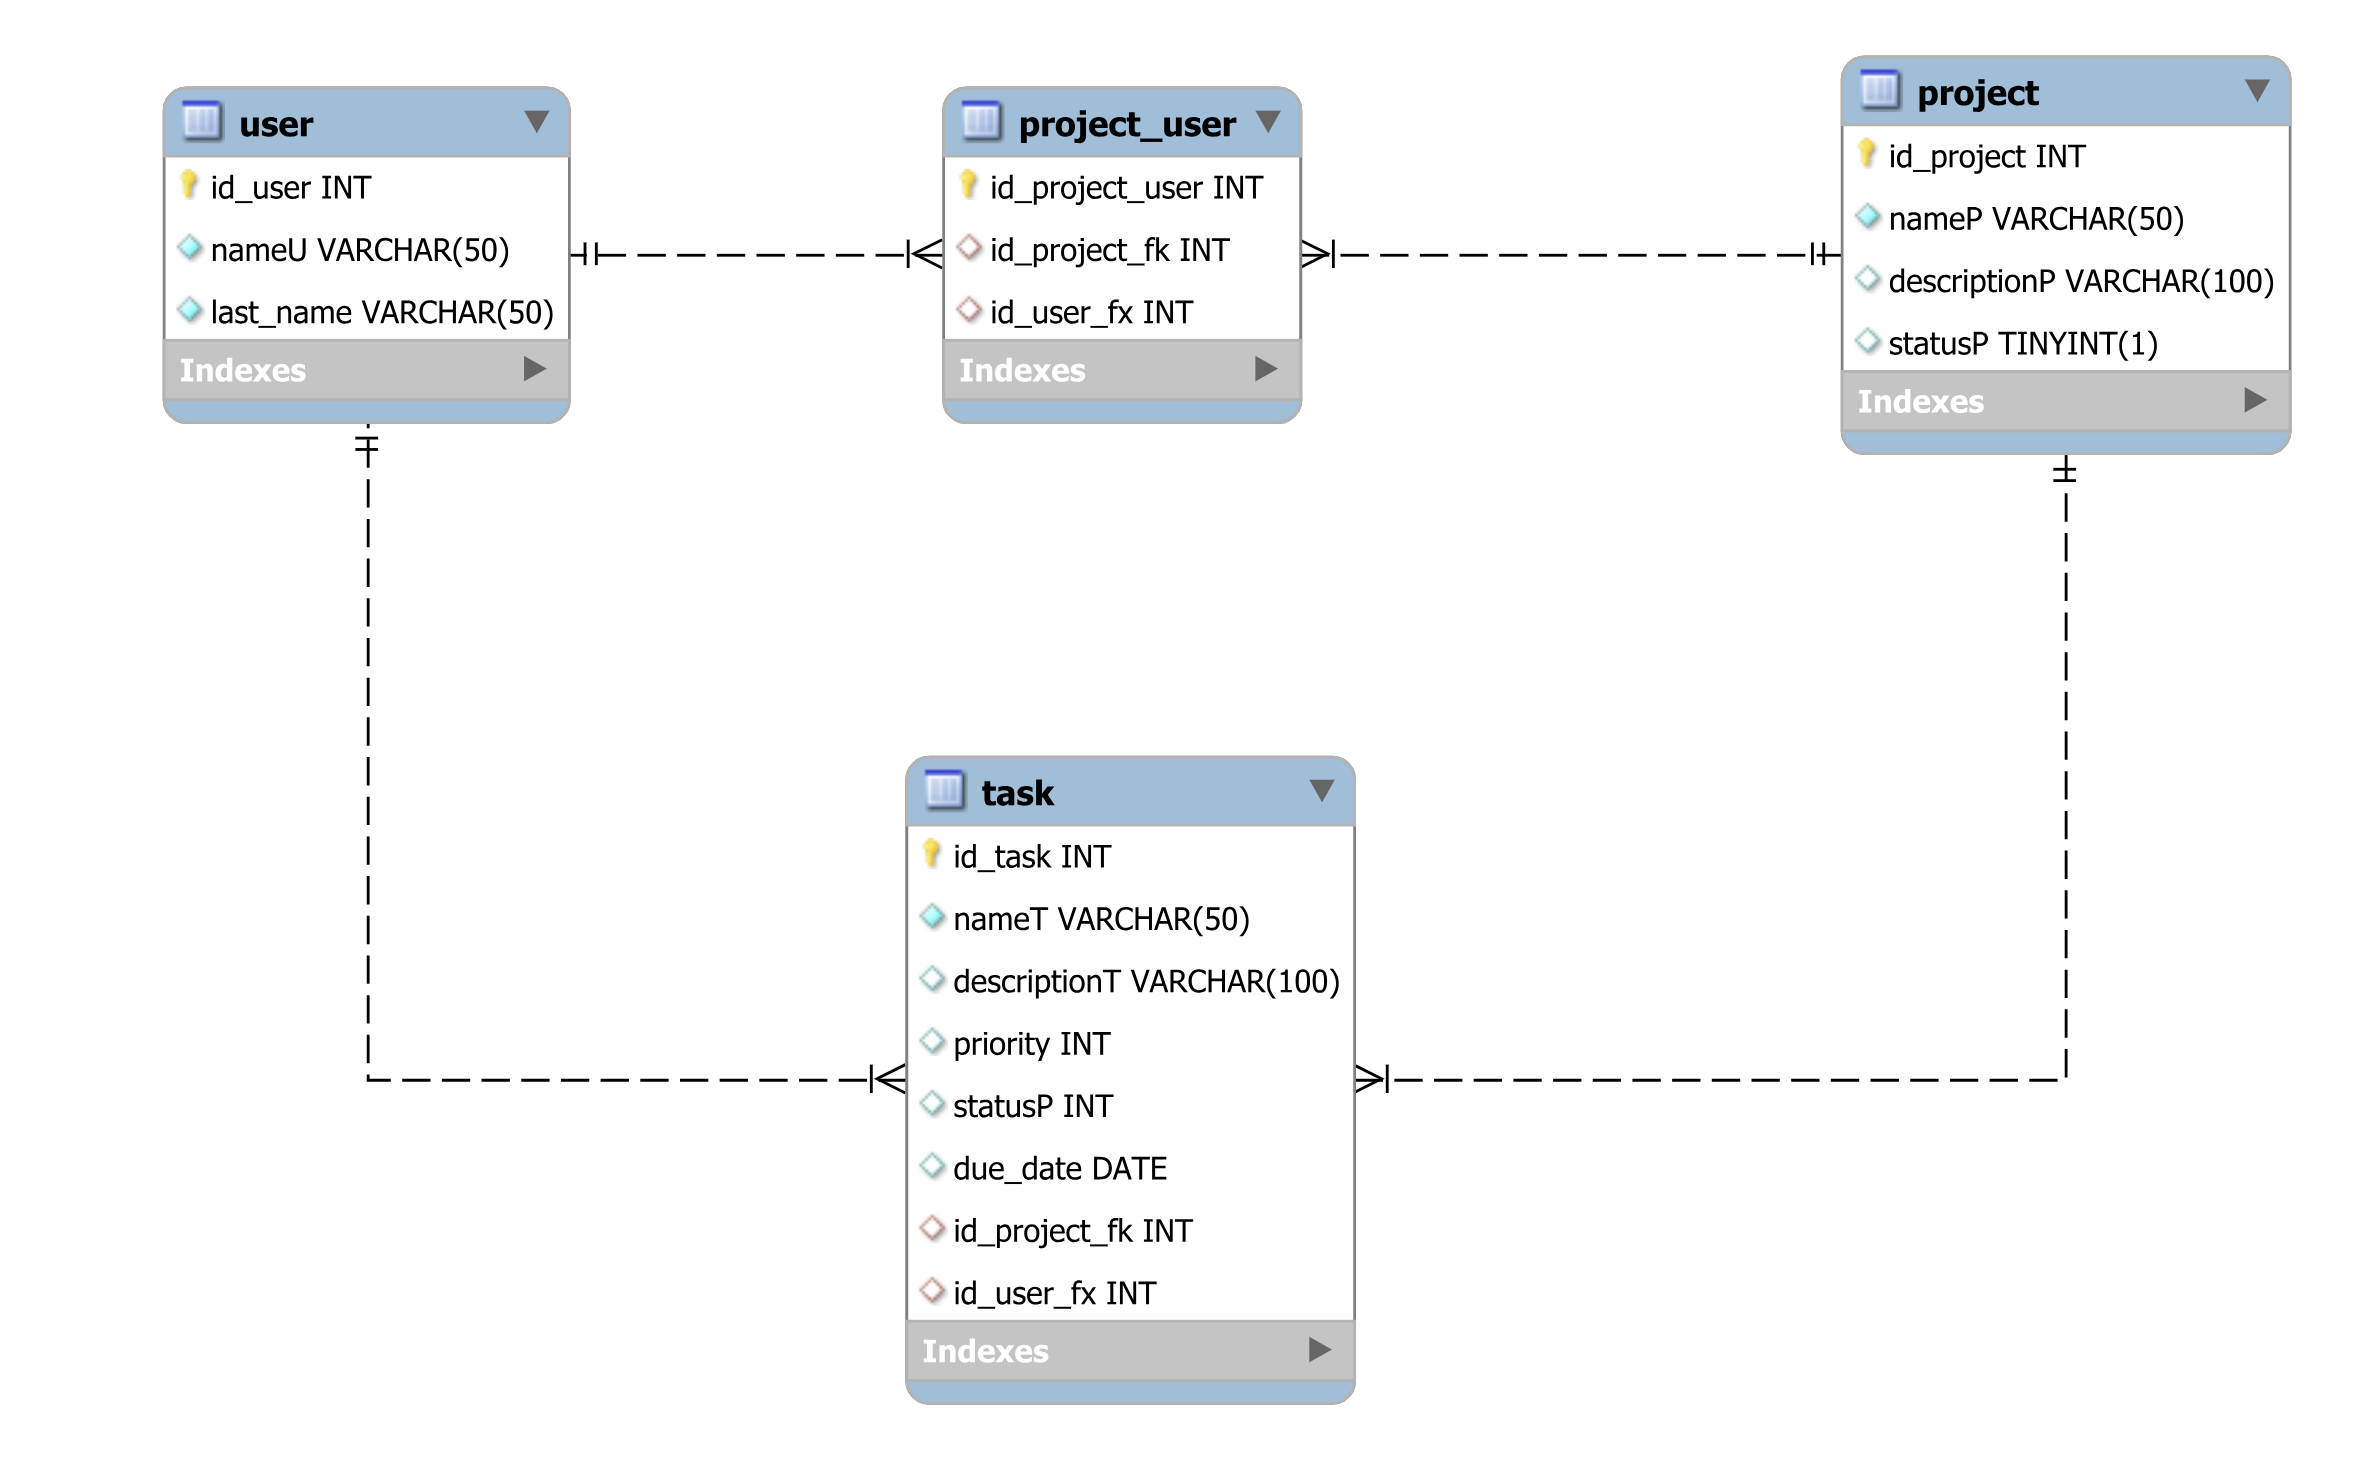 user
id_user INT
nameU VARCHAR(50)
last_name VARCHAR(50)
Indexes
project_user
id_project_user INT
id_project_fk INT
id_user_fx INT
Indexes
project
id_project INT
nameP VARCHAR(50)
descriptionP VARCHAR(100)
statusP TINYINT(1)
Indexes
task
id_task INT
nameT VARCHAR(50)
descriptionT VARCHAR(100)
priority INT
statusP INT
due_date DATE
id_project_fk INT
id_user_fx INT
Indexes